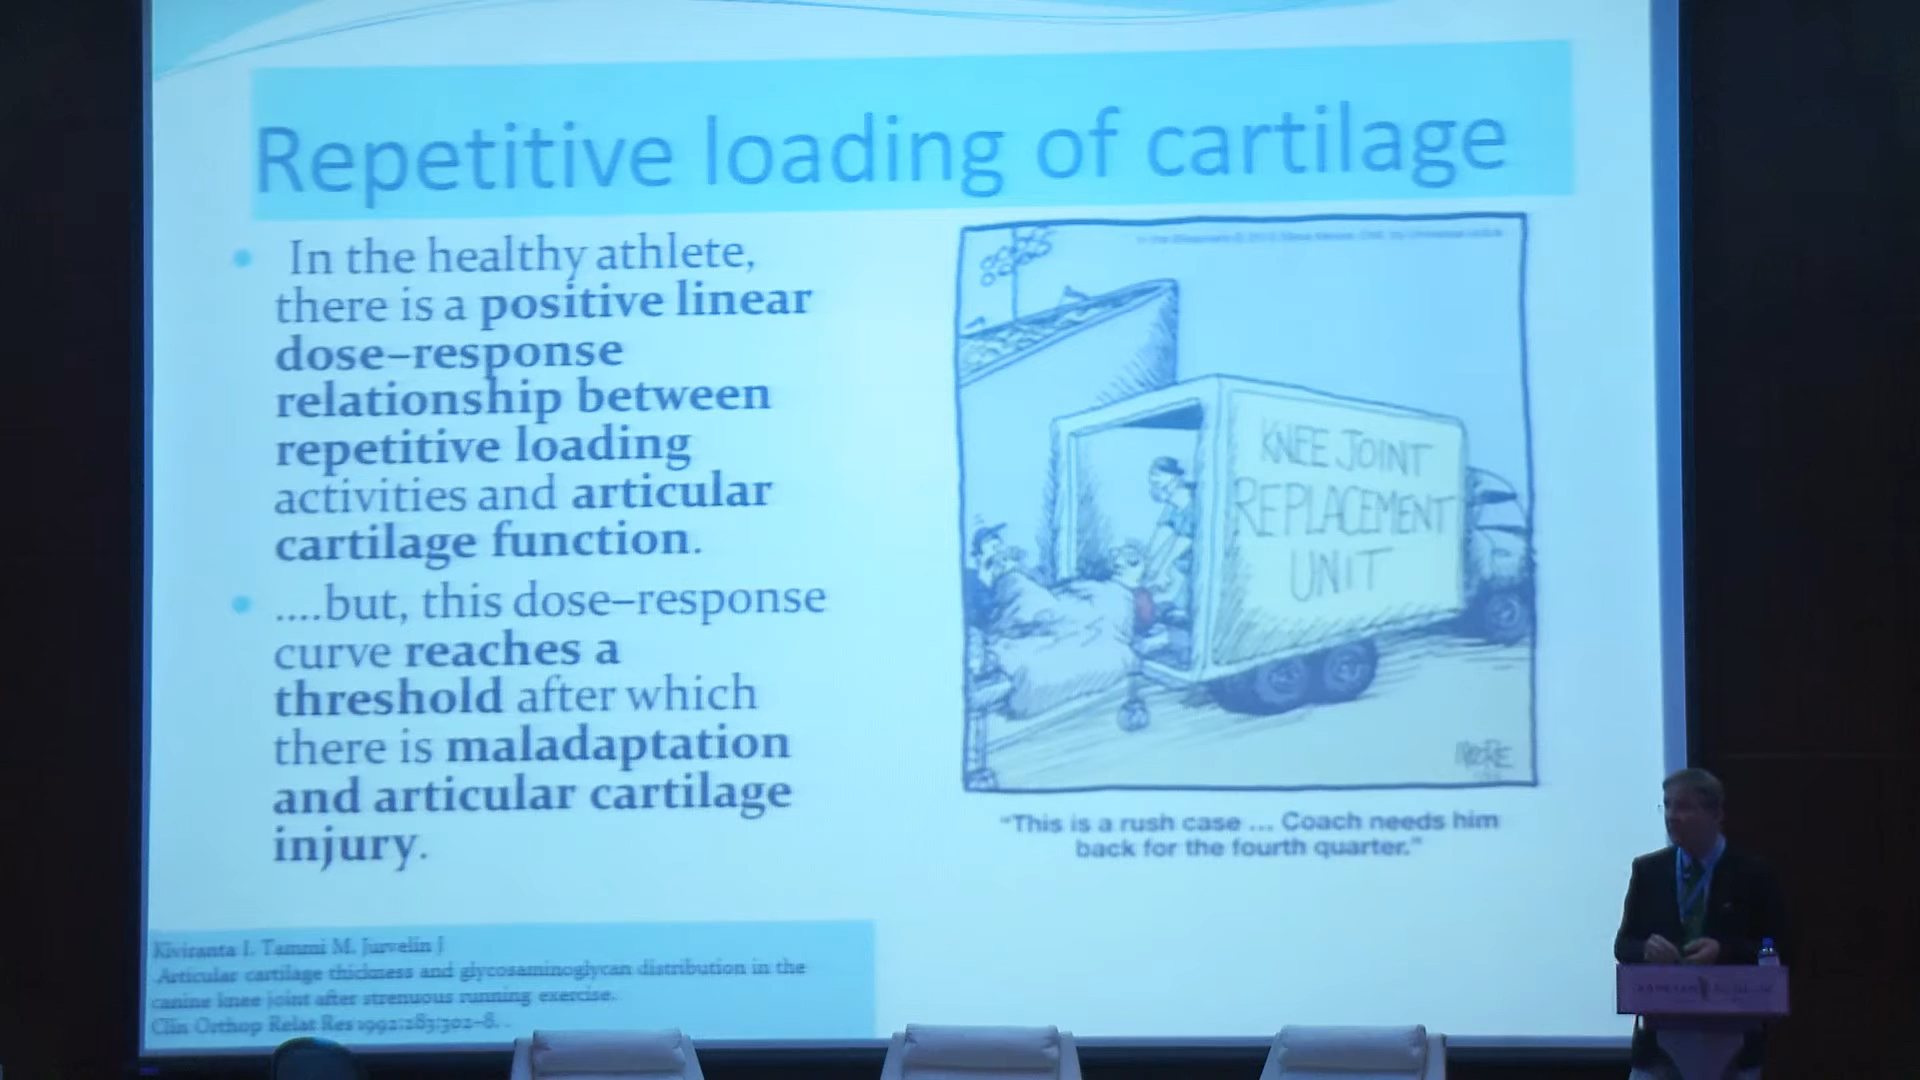 Repetitive loading of cartilage
• In the healthy athlete,
there is a positive linear
dose–response
relationship between
repetitive loading
activities and articular
cartilage function.
• ....but, this dose–response
curve reaches a
threshold after which
there is maladaptation
and articular cartilage
injury.
KNEE JOINT
REPLACEMENT
UNIT
"This is a rush case ... Coach needs him
back for the fourth quarter."
Kiviranta I. Tammi M. Jurvelin J
Articular cartilage thickness and glycosaminoglycan distribution in the
canine knee joint after strenuous running exercise.
Clin Orthop Relat Res 1992;283:302–8. .